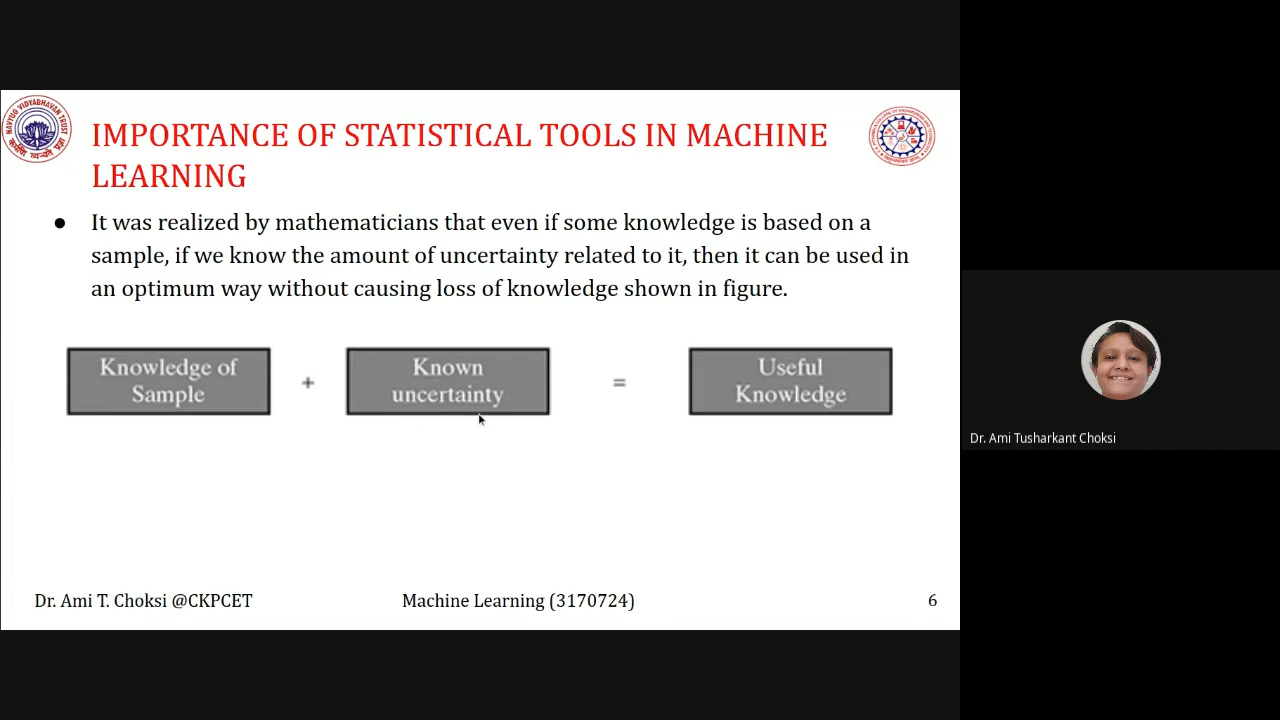 IMPORTANCE OF STATISTICAL TOOLS IN MACHINE
LEARNING
● It was realized by mathematicians that even if some knowledge is based on a
sample, if we know the amount of uncertainty related to it, then it can be used in
an optimum way without causing loss of knowledge shown in figure.
Knowledge of
Sample
+
Known
uncertainty
=
Useful
Knowledge
Dr. Ami T. Choksi @CKPCET
Machine Learning (3170724)
6
Dr. Ami Tusharkant Choksi
NAVYUG VIDYABHAVAN TRUST